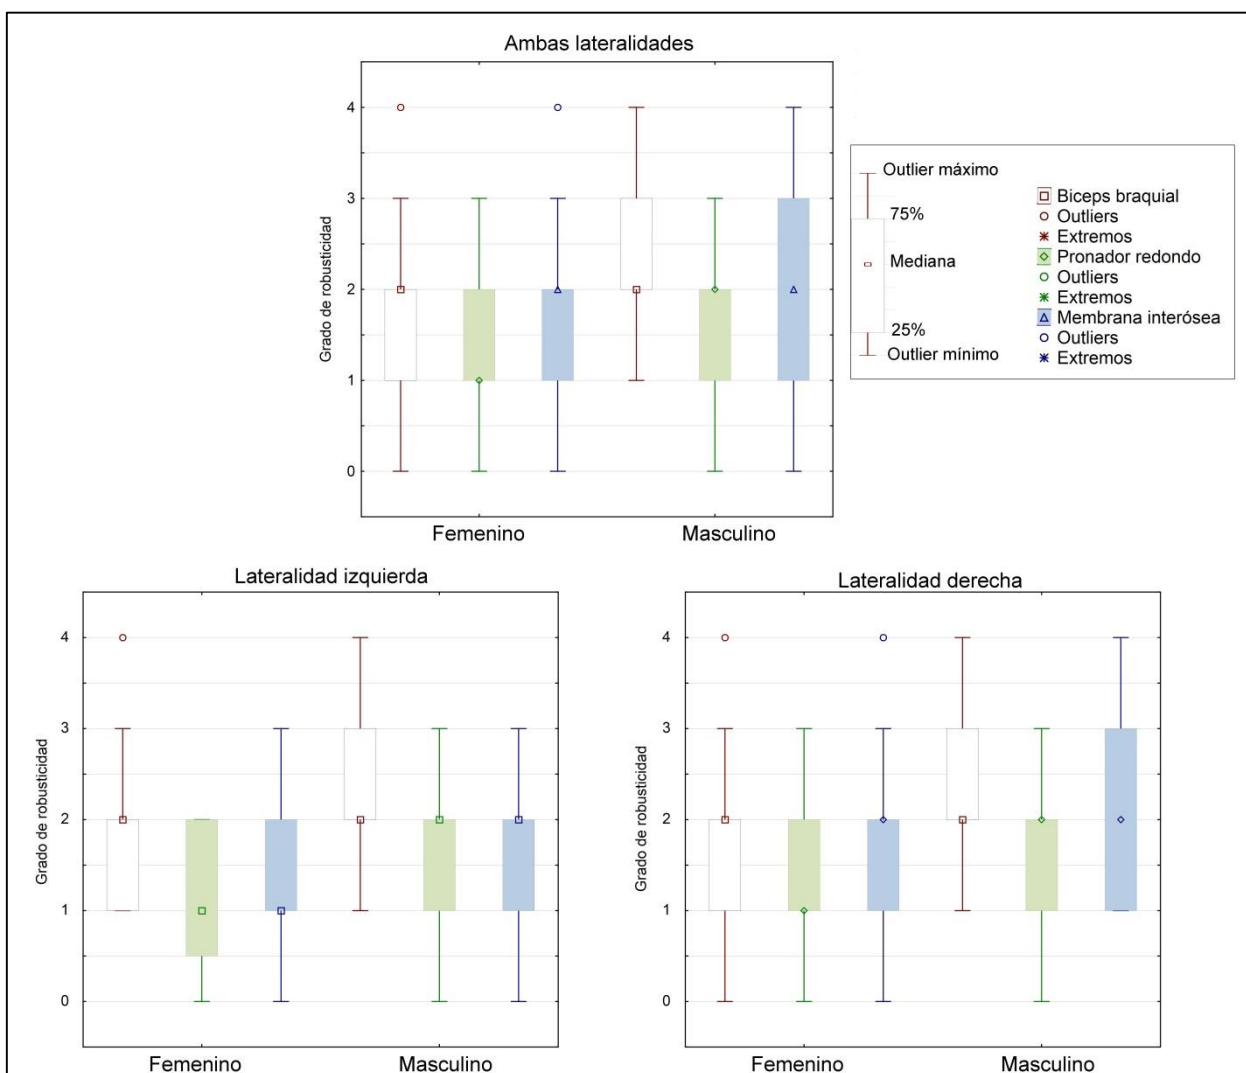 Ambas lateralidades
4
3
2
1
0
Grado de robusticidad
Femenino
Masculino
Outlier máximo
75%
Mediana
25%
Outlier mínimo
Biceps braquial
Outliers
Extremos
Pronador redondo
Outliers
Extremos
Membrana interósea
Outliers
Extremos
Lateralidad izquierda
4
3
2
1
0
Grado de robusticidad
Femenino
Masculino
Lateralidad derecha
4
3
2
1
0
Grado de robusticidad
Femenino
Masculino